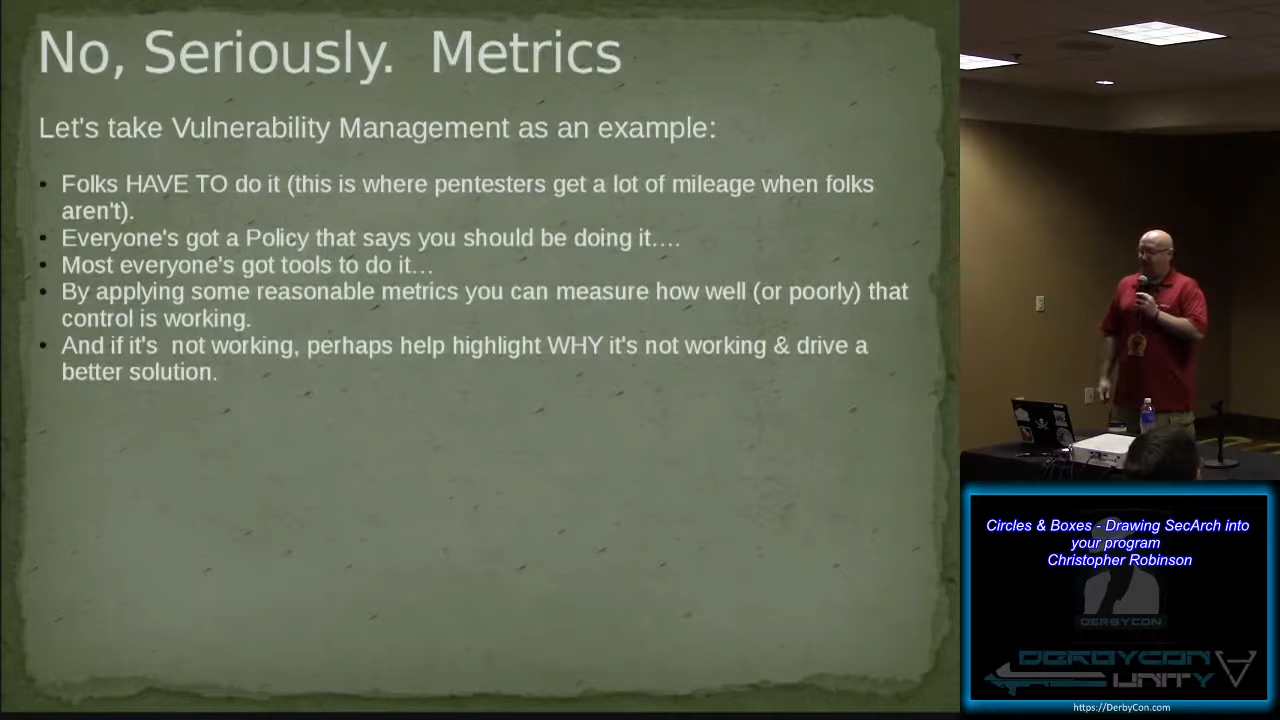 No, Seriously.  Metrics
Let's take Vulnerability Management as an example:
• Folks HAVE TO do it (this is where pentesters get a lot of mileage when folks
aren't).
• Everyone's got a Policy that says you should be doing it….
• Most everyone's got tools to do it…
• By applying some reasonable metrics you can measure how well (or poorly) that
control is working.
• And if it's  not working, perhaps help highlight WHY it's not working & drive a
better solution.
Circles & Boxes - Drawing SecArch into
your program
Christopher Robinson
DERBYCON
DERBYCON
UNITY
https://DerbyCon.com